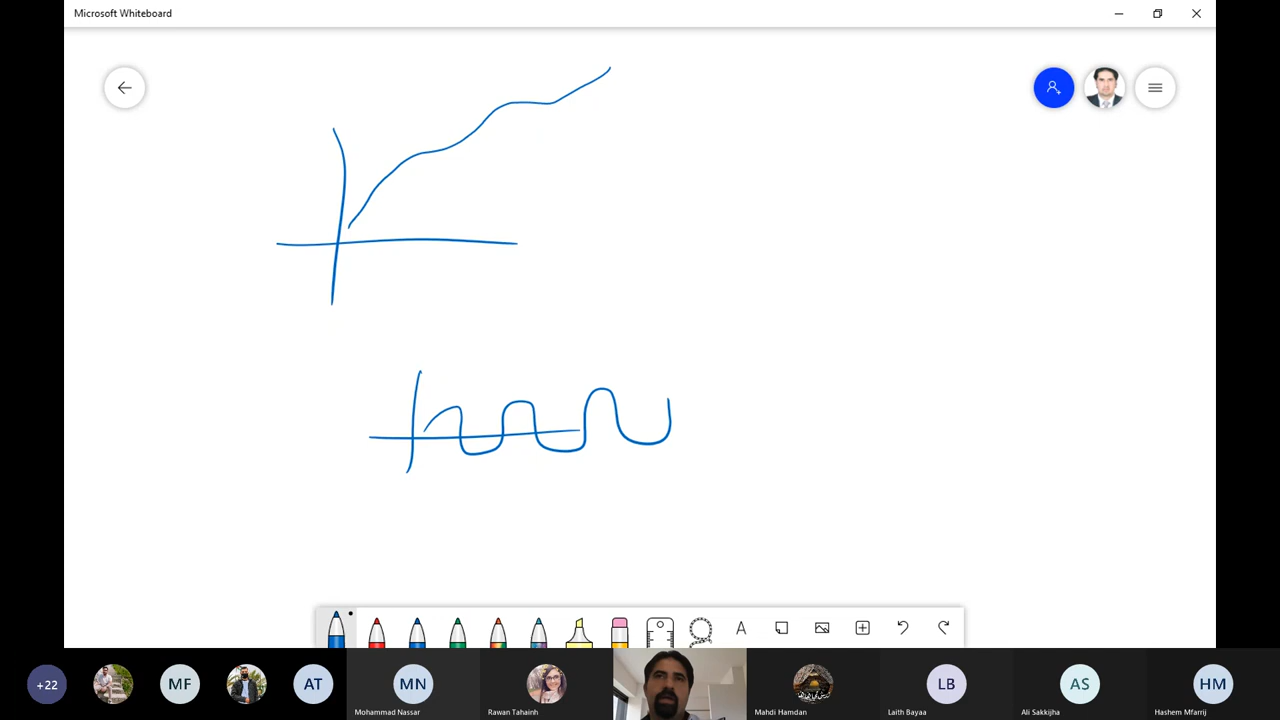 Microsoft Whiteboard
+22
MF
AT
MN
Mohammad Nassar
Rawan Tahainh
Mahdi Hamdan
LB
Laith Bayaa
AS
Ali Sakkijha
HM
Hashem Mfarrij